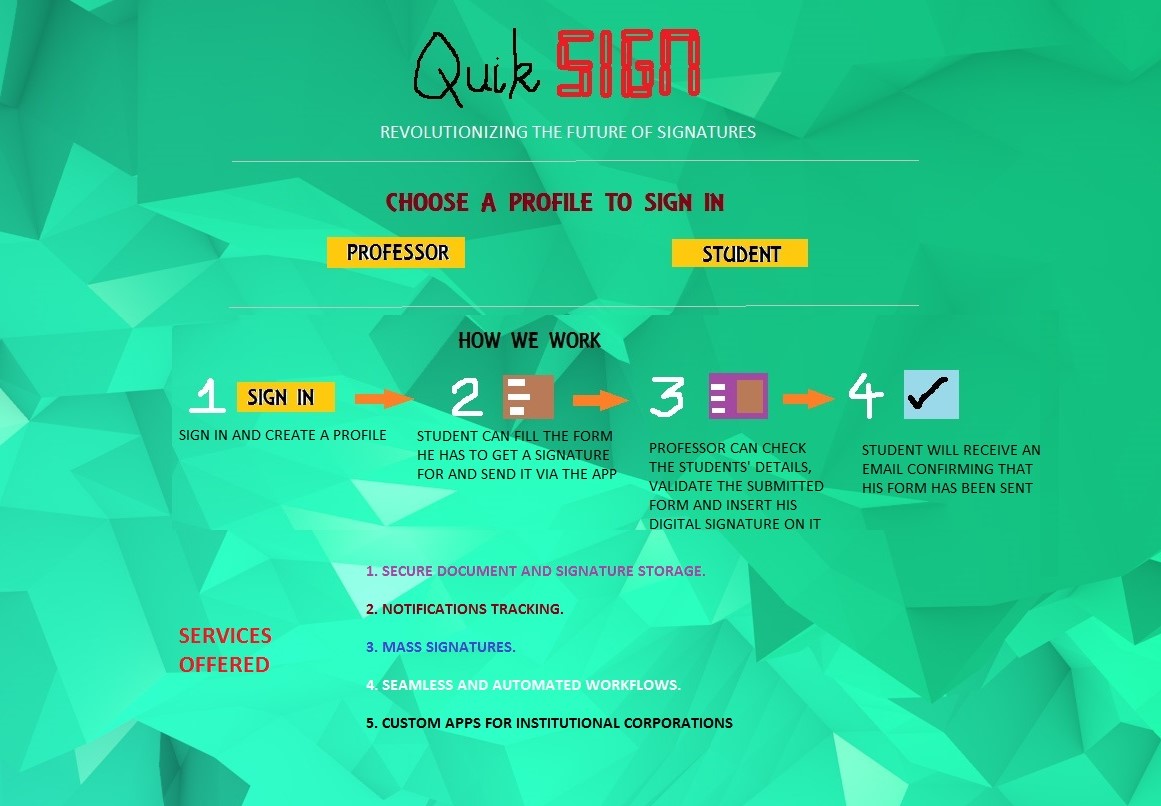 Quik SIGN
REVOLUTIONIZING THE FUTURE OF SIGNATURES
CHOOSE A PROFILE TO SIGN IN
PROFESSOR
STUDENT
HOW WE WORK
1 SIGN IN
SIGN IN AND CREATE A PROFILE
2
STUDENT CAN FILL THE FORM
HE HAS TO GET A SIGNATURE
FOR AND SEND IT VIA THE APP
3
PROFESSOR CAN CHECK
THE STUDENTS' DETAILS,
VALIDATE THE SUBMITTED
FORM AND INSERT HIS
DIGITAL SIGNATURE ON IT
4
STUDENT WILL RECEIVE AN
EMAIL CONFIRMING THAT
HIS FORM HAS BEEN SENT
SERVICES
OFFERED
1. SECURE DOCUMENT AND SIGNATURE STORAGE.
2. NOTIFICATIONS TRACKING.
3. MASS SIGNATURES.
4. SEAMLESS AND AUTOMATED WORKFLOWS.
5. CUSTOM APPS FOR INSTITUTIONAL CORPORATIONS